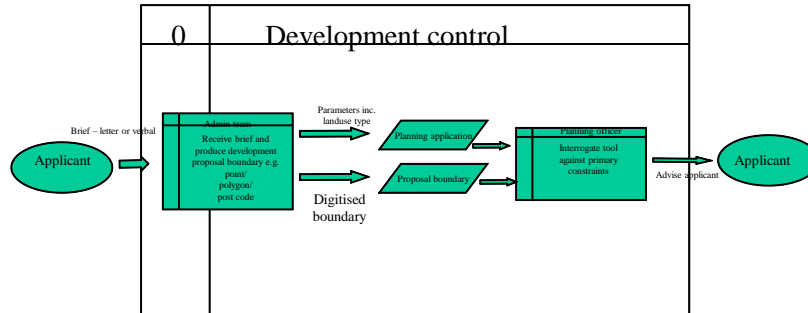 0 Development control
Brief – letter or verbal
Applicant
Admin team
Receive brief and
produce development
proposal boundary e.g.
point/
polygon/
post code
Parameters inc.
landuse type
Digitised
boundary
Planning application
Proposal boundary
Planning officer
Interrogate tool
against primary
constraints
Advise applicant
Applicant